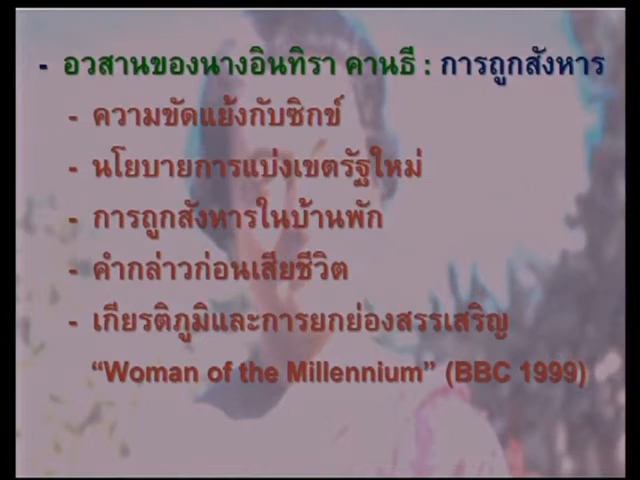 - อวสานของนางอินทิรา คานธี : การถูกสังหาร
- ความขัดแย้งกับซิกข์
- นโยบายการแบ่งเขตรัฐใหม่
- การถูกสังหารในบ้านพัก
- คำกล่าวก่อนเสียชีวิต
- เกียรติภูมิและการยกย่องสรรเสริญ
“Woman of the Millennium” (BBC 1999)